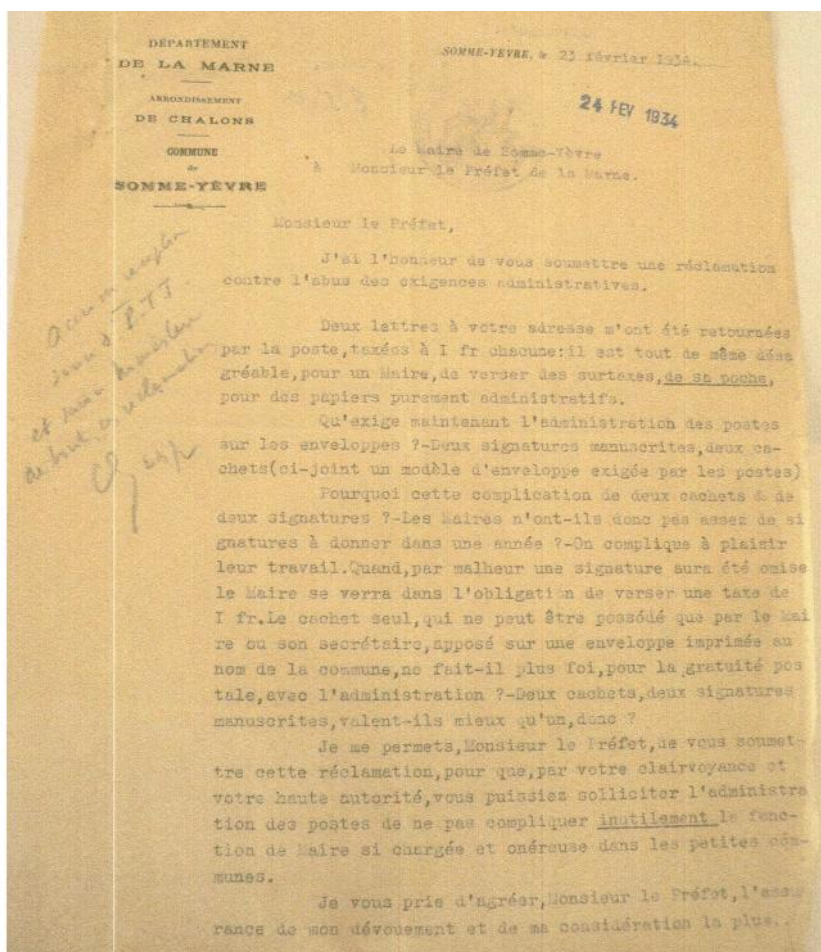 DÉPARTEMENT
DE LA MARNE
ARRONDISSEMENT
DE CHALONS
COMMUNE
de
SOMME-YÈVRE
SOMME-YEVRE, le 23 février 1934.
24 FEV 1934
Le Maire de Somme-Yèvre
à Monsieur le Préfet de la Marne.
Monsieur le Préfet,
J'ai l'honneur de vous soumettre une réclamation
contre l'abus des exigences administratives.
Deux lettres à votre adresse m'ont été retournées
par la poste,taxées à I fr chacune:il est tout de même désa
gréable,pour un Maire,de verser des surtaxes,de sa poche,
pour des papiers purement administratifs.
Qu'exige maintenant l'administration des postes
sur les enveloppes ?-Deux signatures manuscrites,deux ca-
chets(ci-joint un modèle d'enveloppe exigée par les postes)
Pourquoi cette complication de deux cachets & de
deux signatures ?-Les Maires n'ont-ils donc pas assez de si
gnatures à donner dans une année ?-On complique à plaisir
leur travail.Quand,par malheur une signature aura été omise
le Maire se verra dans l'obligation de verser une taxe de
I fr.Le cachet seul,qui ne peut être possédé que par le Mai
re ou son secrétaire,apposé sur une enveloppe imprimée au
nom de la commune,ne fait-il plus foi,pour la gratuité pos
tale,avec l'administration ?-Deux cachets,deux signatures
manuscrites,valent-ils mieux qu'un,donc ?
Je me permets,Monsieur le Préfet,de vous soumet-
tre cette réclamation,pour que,par votre clairvoyance et
votre haute autorité,vous puissiez solliciter l'administra
tion des postes de ne pas compliquer inutilement la fonc-
tion de Maire si chargée et onéreuse dans les petites com-
munes.
Je vous prie d'agréer,Monsieur le Préfet,l'assu
rance de mon dévouement et de ma considération la plus..
P.T.T.
et
réclamation